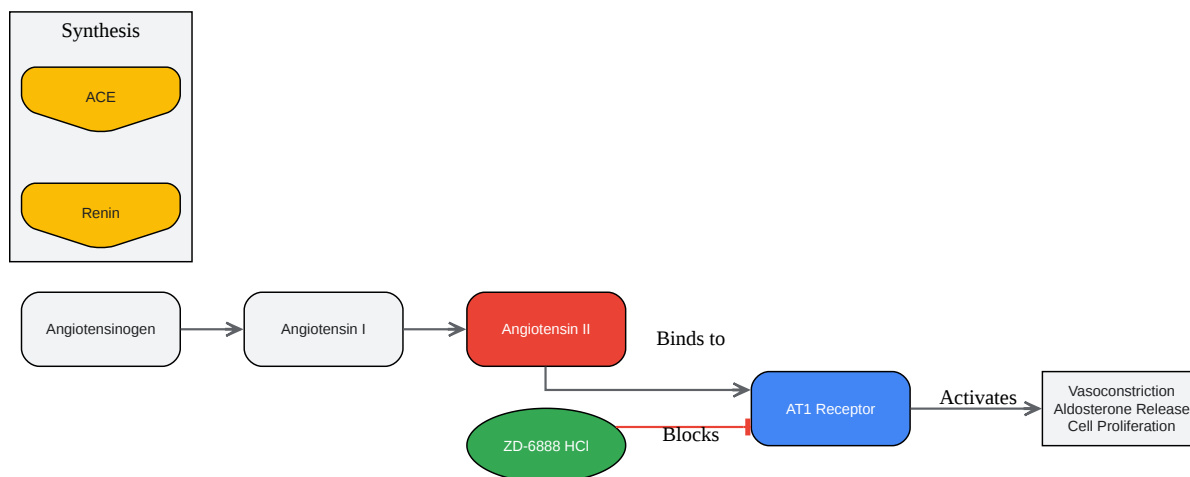 Synthesis
ACE
Renin
Angiotensinogen
Angiotensin I
Angiotensin II
Binds to
AT1 Receptor
Activates
Vasoconstriction
Aldosterone Release
Cell Proliferation
Blocks
ZD-6888 HCl